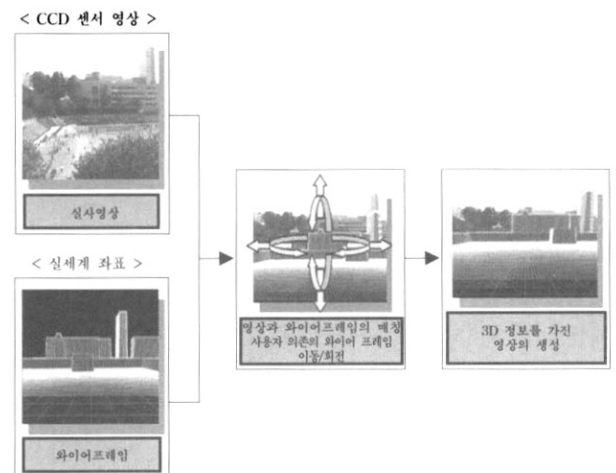 < CCD 센서 영상 >
실사영상
< 실세계 좌표 >
와이어프레임
영상과 와이어프레임의 매칭
사용자 의존의 와이어 프레임
이동/회전
3D 정보를 가진
영상의 생성